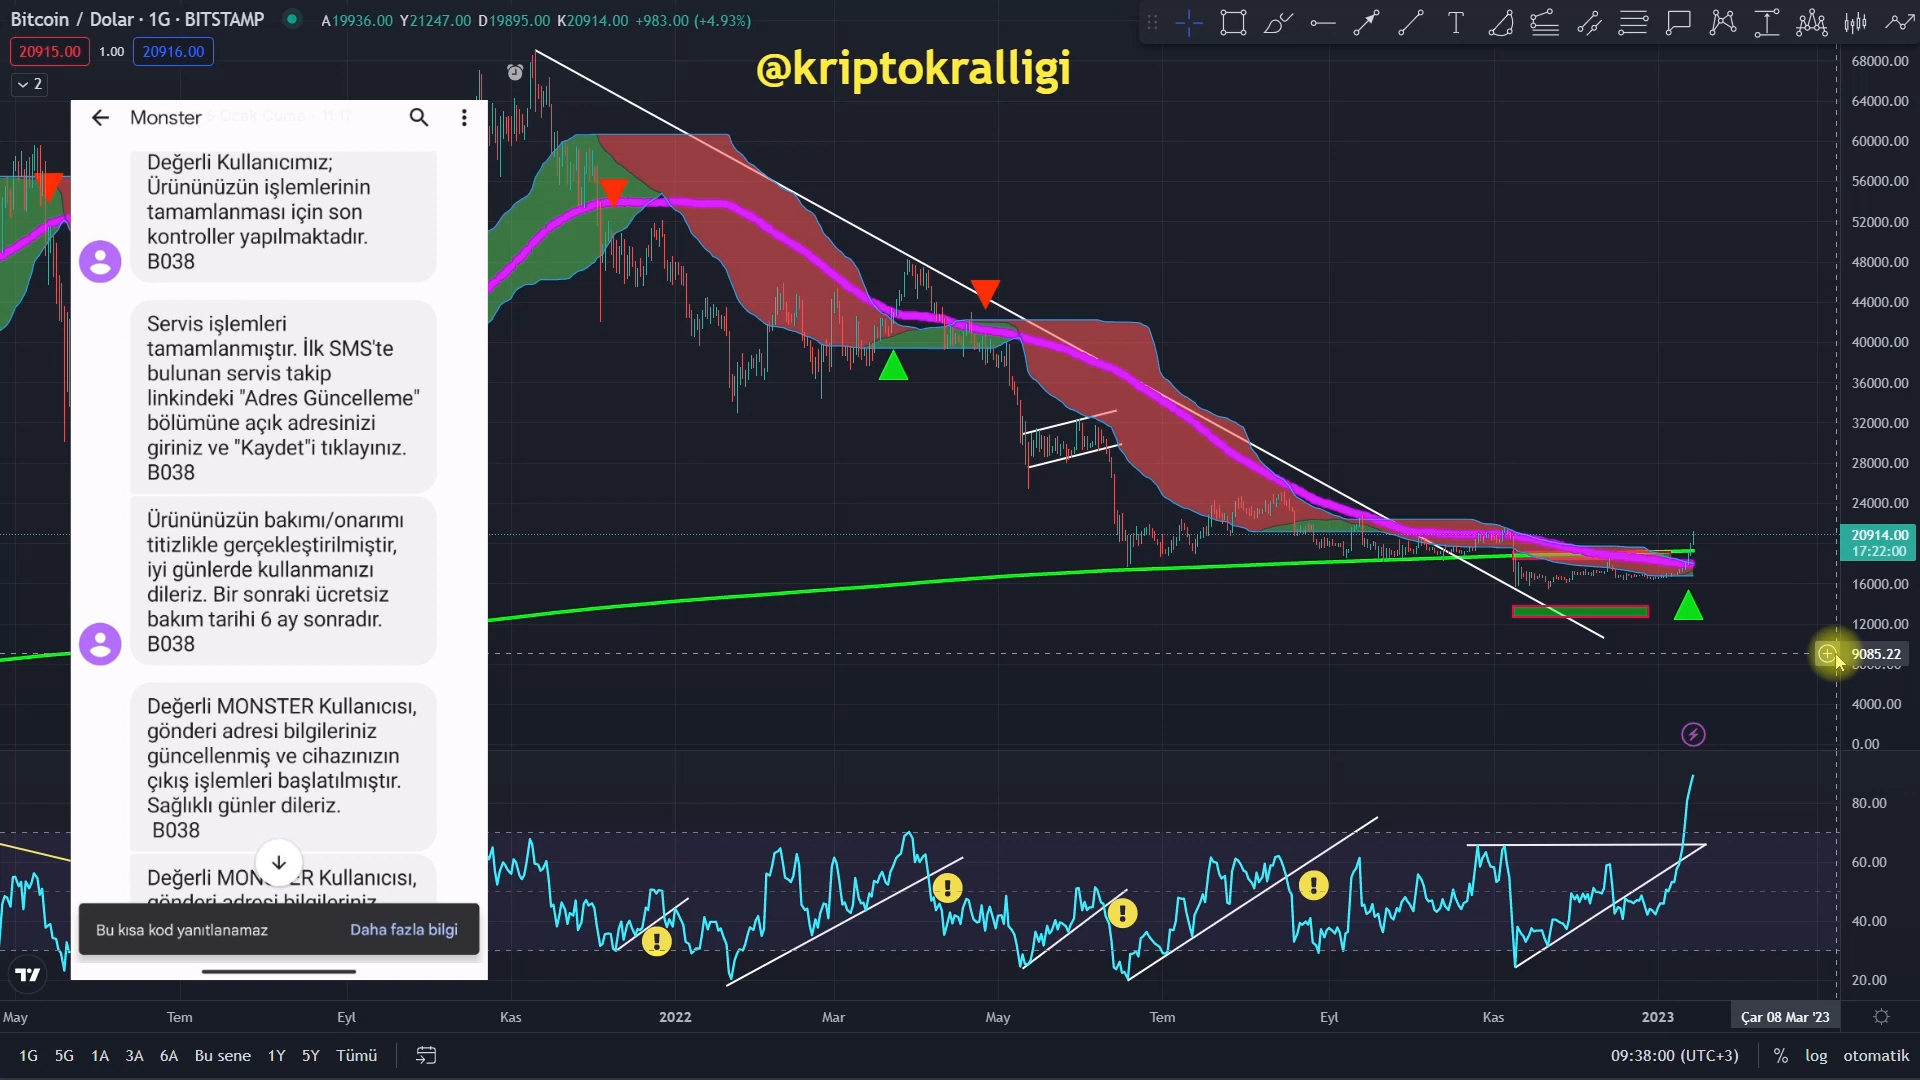 Bitcoin / Dolar · 1G · BITSTAMP
A19936.00 Y21247.00 D19895.00 K20914.00 +983.00 (+4.93%)
20915.00 1.00 20916.00
2
@kriptokralligi
Monster
Değerli Kullanıcımız;
Ürününüzün işlemlerinin
tamamlanması için son
kontroller yapılmaktadır.
B038
Servis işlemleri
tamamlanmıştır. İlk SMS'te
bulunan servis takip
linkindeki "Adres Güncelleme"
bölümüne açık adresinizi
giriniz ve "Kaydet"i tıklayınız.
B038
Ürününüzün bakımı/onarımı
titizlikle gerçekleştirilmiştir,
iyi günlerde kullanmanızı
dileriz. Bir sonraki ücretsiz
bakım tarihi 6 ay sonradır.
B038
Değerli MONSTER Kullanıcısı,
gönderi adresi bilgileriniz
güncellenmiş ve cihazınızın
çıkış işlemleri başlatılmıştır.
Sağlıklı günler dileriz.
B038
Değerli MON ER Kullanıcısı,
gönderi adresi bilgileriniz
Bu kısa kod yanıtlanamaz Daha fazla bilgi
68000.00
64000.00
60000.00
56000.00
52000.00
48000.00
44000.00
40000.00
36000.00
32000.00
28000.00
24000.00
20914.00
17:22:00
16000.00
12000.00
9085.22
4000.00
0.00
80.00
60.00
40.00
20.00
May Tem Eyl Kas 2022 Mar May Tem Eyl Kas 2023 Çar 08 Mar '23
1G 5G 1A 3A 6A Bu sene 1Y 5Y Tümü 09:38:00 (UTC+3) % log otomatik